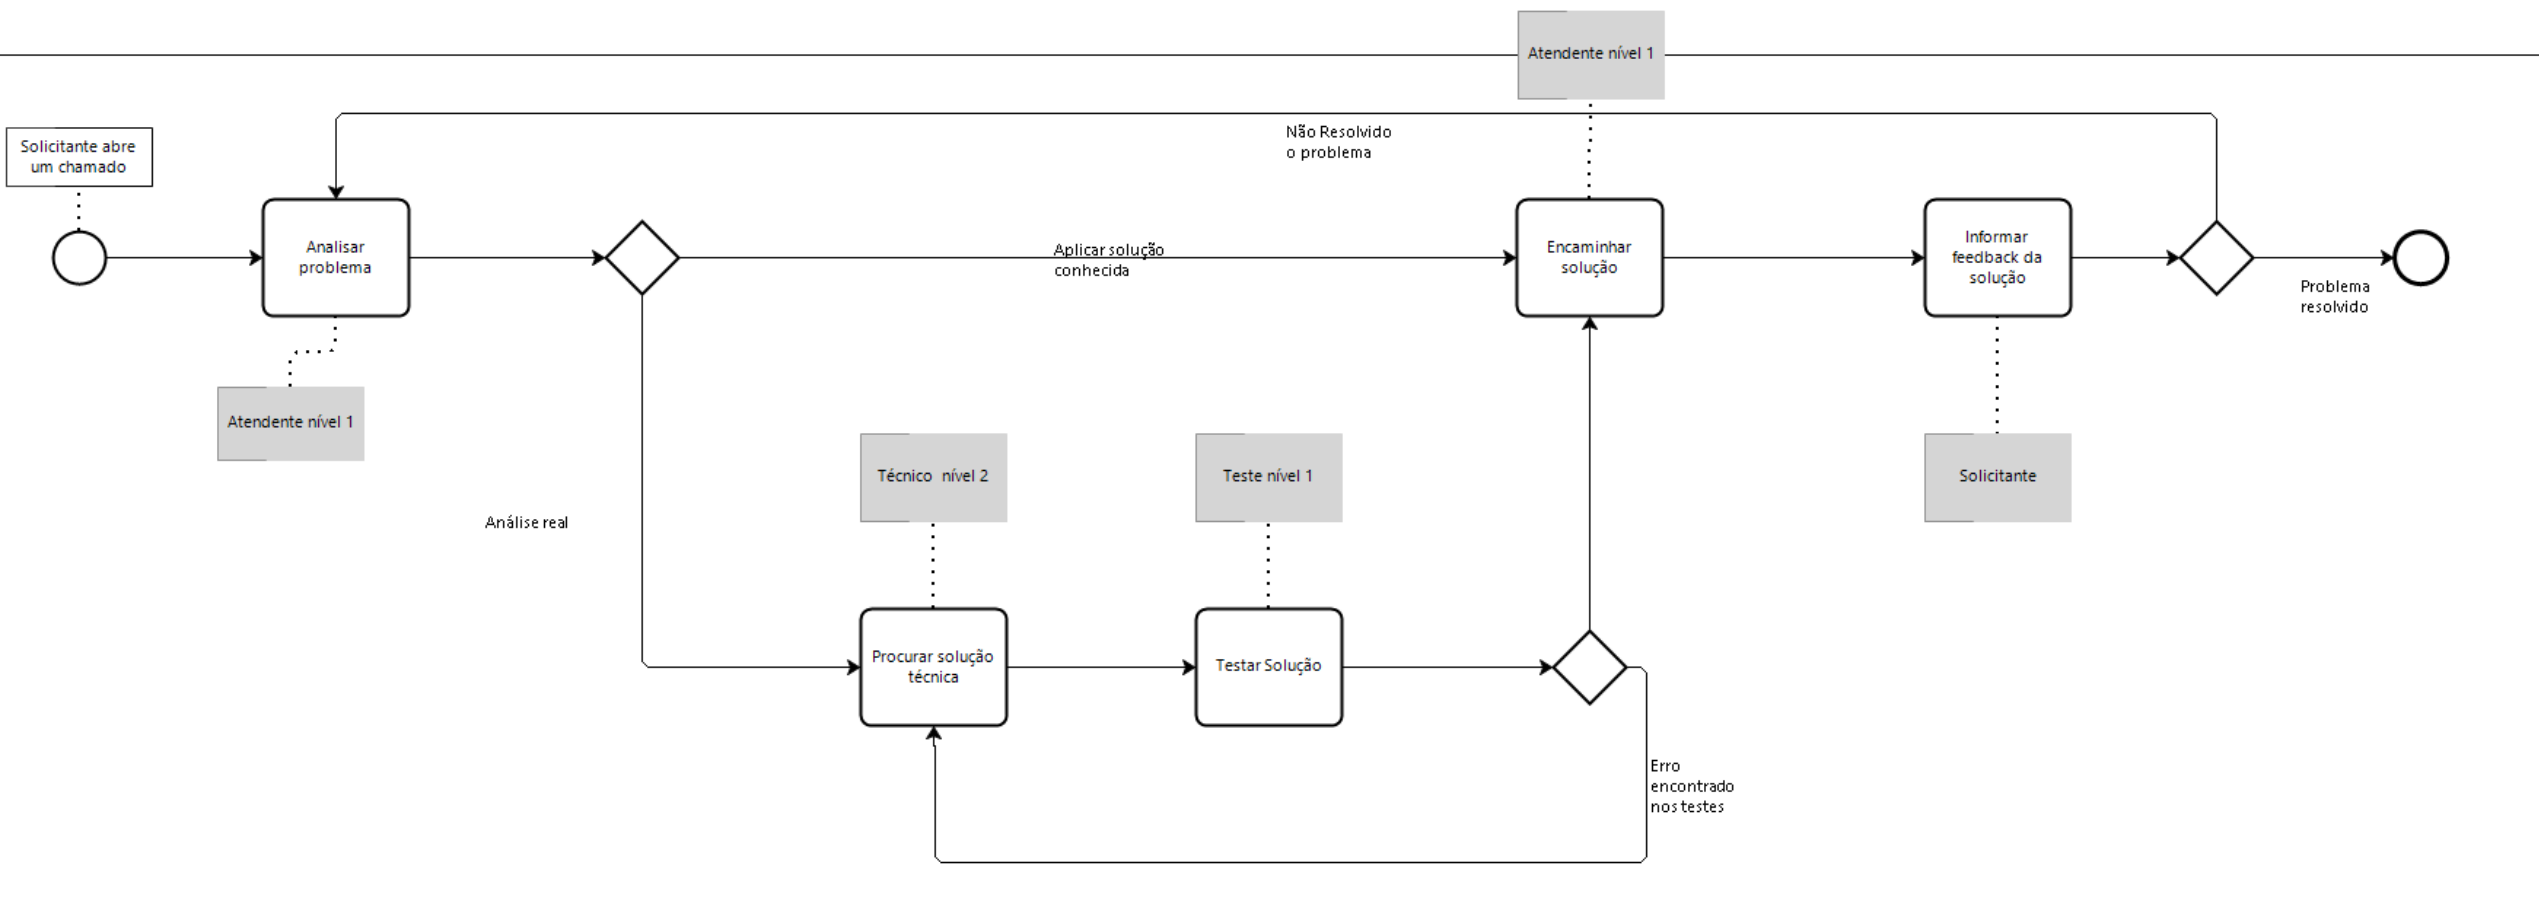 Atendente nível 1
Não Resolvido
o problema
Solicitante abre
um chamado
Analisar
problema
Aplicar solução
conhecida
Encaminhar
solução
Informar
feedback da
solução
Problema
resolvido
Atendente nível 1
Técnico  nível 2
Teste nível 1
Solicitante
Análise real
Procurar solução
técnica
Testar Solução
Erro
encontrado
nos testes